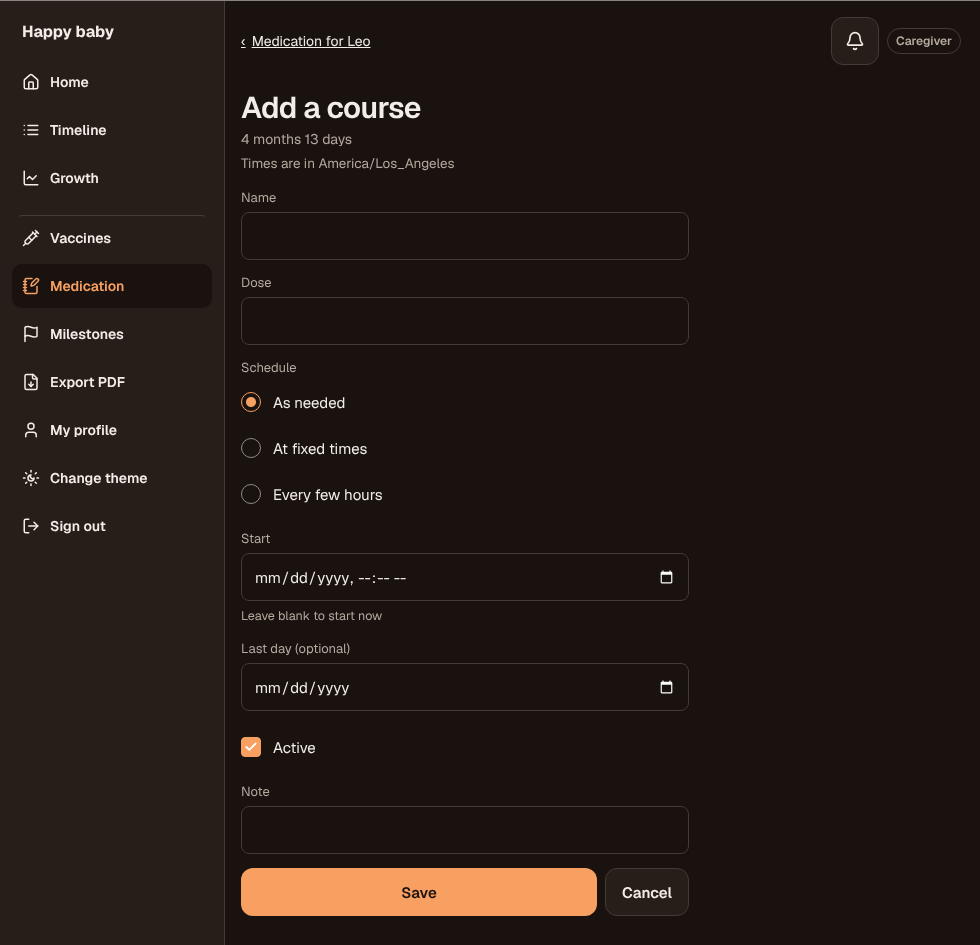 Happy baby
Home
Timeline
Growth
Vaccines
Medication
Milestones
Export PDF
My profile
Change theme
Sign out
‹ Medication for Leo
Caregiver
Add a course
4 months 13 days
Times are in America/Los_Angeles
Name
Dose
Schedule
As needed
At fixed times
Every few hours
Start
mm/dd/yyyy, --:-- --
Leave blank to start now
Last day (optional)
mm/dd/yyyy
Active
Note
Save
Cancel